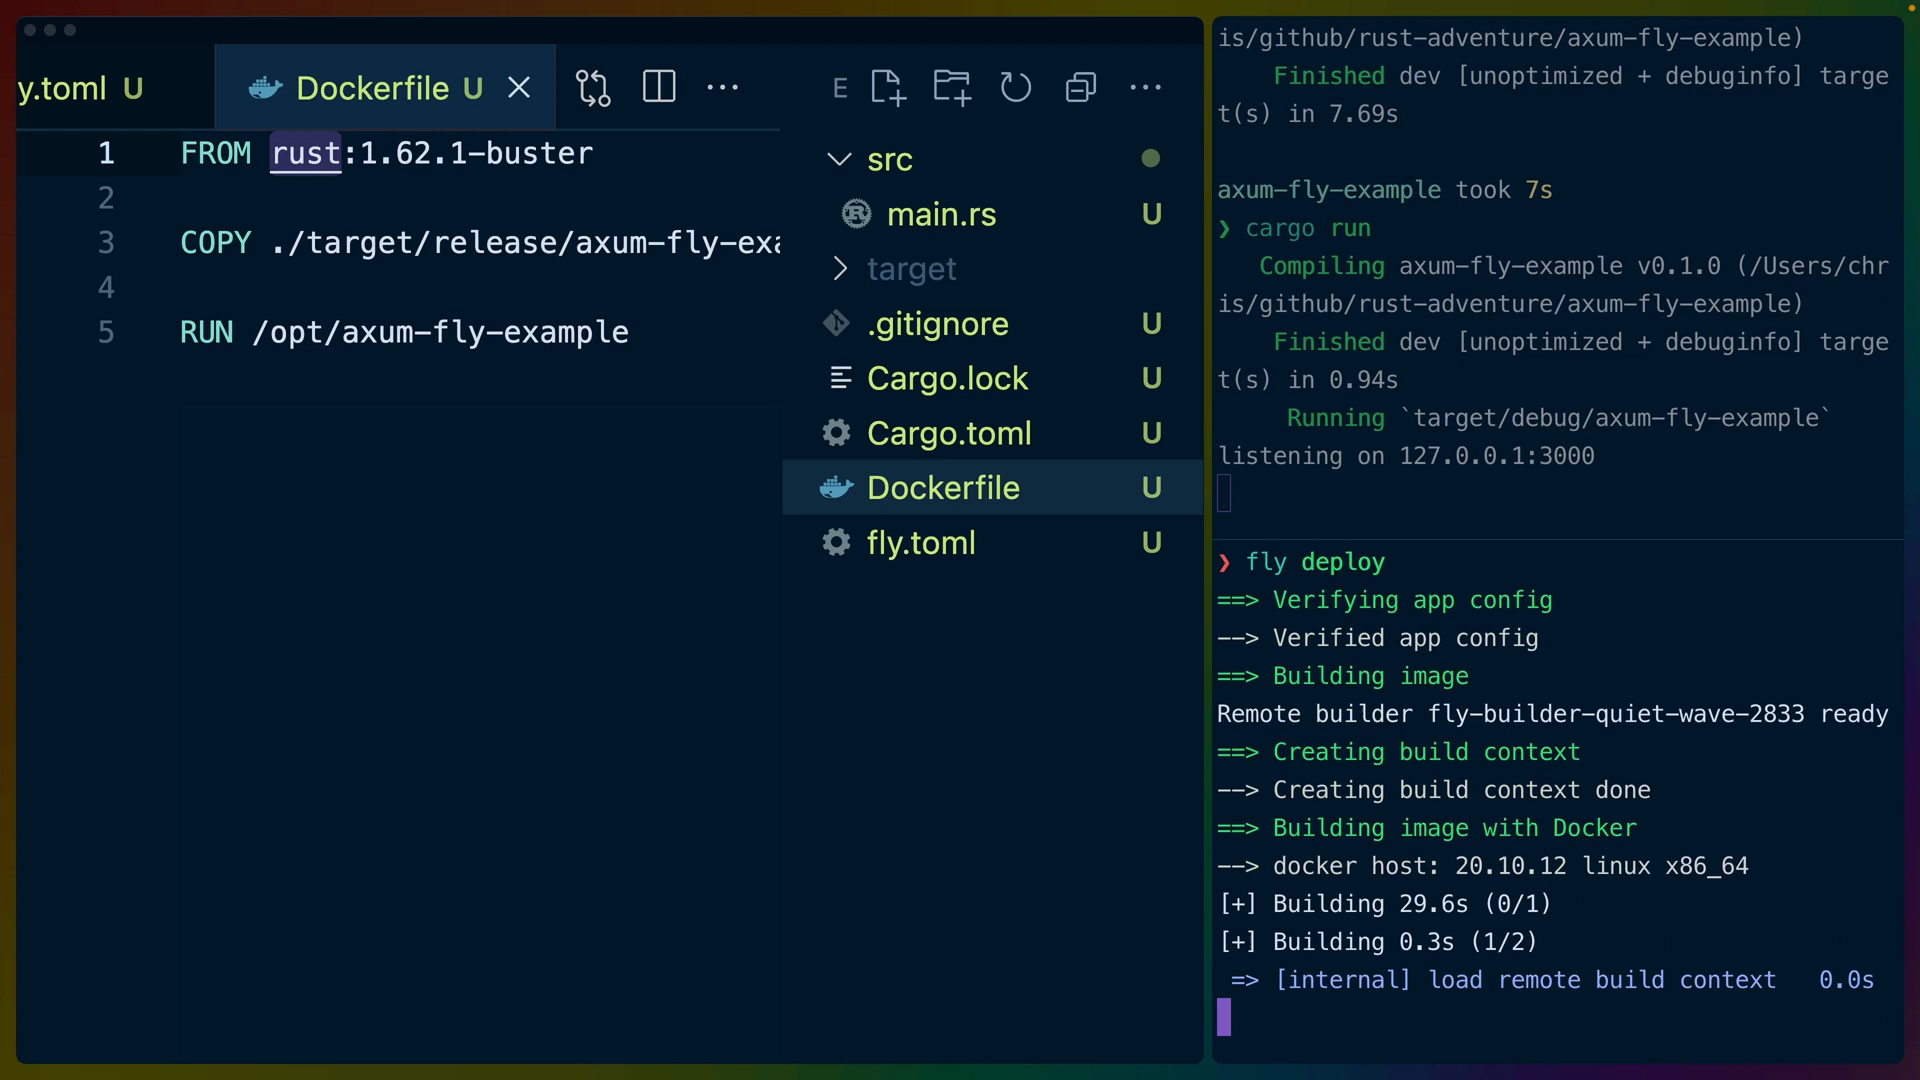 y.toml U
Dockerfile U
1 FROM rust:1.62.1-buster
2
3 COPY ./target/release/axum-fly-exa
4
5 RUN /opt/axum-fly-example
E
src
main.rs U
target
.gitignore U
Cargo.lock U
Cargo.toml U
Dockerfile U
fly.toml U
is/github/rust-adventure/axum-fly-example)
Finished dev [unoptimized + debuginfo] targe
t(s) in 7.69s
axum-fly-example took 7s
❯ cargo run
Compiling axum-fly-example v0.1.0 (/Users/chr
is/github/rust-adventure/axum-fly-example)
Finished dev [unoptimized + debuginfo] targe
t(s) in 0.94s
Running `target/debug/axum-fly-example`
listening on 127.0.0.1:3000
❯ fly deploy
==> Verifying app config
--> Verified app config
==> Building image
Remote builder fly-builder-quiet-wave-2833 ready
==> Creating build context
--> Creating build context done
==> Building image with Docker
--> docker host: 20.10.12 linux x86_64
[+] Building 29.6s (0/1)
[+] Building 0.3s (1/2)
=> [internal] load remote build context 0.0s